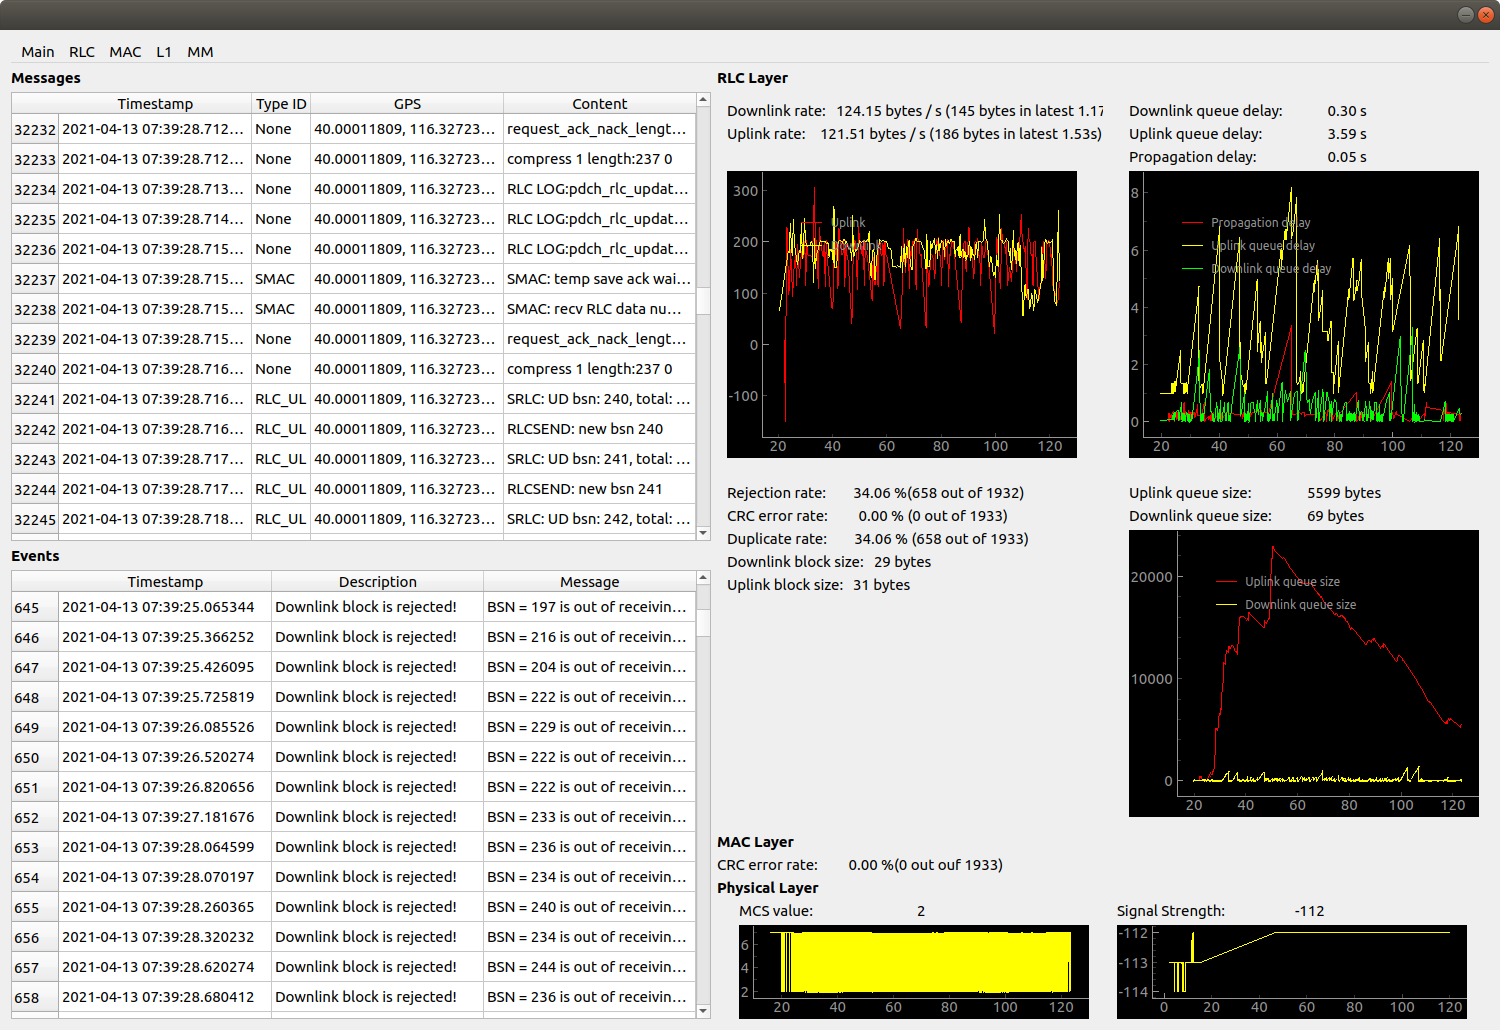 Main RLC MAC L1 MM
Messages
Timestamp Type ID GPS Content
32232 2021-04-13 07:39:28.712... None 40.00011809, 116.32723... request_ack_nack_lengt...
32233 2021-04-13 07:39:28.712... None 40.00011809, 116.32723... compress 1 length:237 0
32234 2021-04-13 07:39:28.713... None 40.00011809, 116.32723... RLC LOG:pdch_rlc_updat...
32235 2021-04-13 07:39:28.714... None 40.00011809, 116.32723... RLC LOG:pdch_rlc_updat...
32236 2021-04-13 07:39:28.715... None 40.00011809, 116.32723... RLC LOG:pdch_rlc_updat...
32237 2021-04-13 07:39:28.715... SMAC 40.00011809, 116.32723... SMAC: temp save ack wai...
32238 2021-04-13 07:39:28.715... SMAC 40.00011809, 116.32723... SMAC: recv RLC data nu...
32239 2021-04-13 07:39:28.715... None 40.00011809, 116.32723... request_ack_nack_lengt...
32240 2021-04-13 07:39:28.716... None 40.00011809, 116.32723... compress 1 length:237 0
32241 2021-04-13 07:39:28.716... RLC_UL 40.00011809, 116.32723... SRLC: UD bsn: 240, total: ...
32242 2021-04-13 07:39:28.716... RLC_UL 40.00011809, 116.32723... RLCSEND: new bsn 240
32243 2021-04-13 07:39:28.717... RLC_UL 40.00011809, 116.32723... SRLC: UD bsn: 241, total: ...
32244 2021-04-13 07:39:28.717... RLC_UL 40.00011809, 116.32723... RLCSEND: new bsn 241
32245 2021-04-13 07:39:28.718... RLC_UL 40.00011809, 116.32723... SRLC: UD bsn: 242, total: ...
Events
Timestamp Description Message
645 2021-04-13 07:39:25.065344 Downlink block is rejected! BSN = 197 is out of receivin...
646 2021-04-13 07:39:25.366252 Downlink block is rejected! BSN = 216 is out of receivin...
647 2021-04-13 07:39:25.426095 Downlink block is rejected! BSN = 204 is out of receivin...
648 2021-04-13 07:39:25.725819 Downlink block is rejected! BSN = 222 is out of receivin...
649 2021-04-13 07:39:26.085526 Downlink block is rejected! BSN = 229 is out of receivin...
650 2021-04-13 07:39:26.520274 Downlink block is rejected! BSN = 222 is out of receivin...
651 2021-04-13 07:39:26.820656 Downlink block is rejected! BSN = 222 is out of receivin...
652 2021-04-13 07:39:27.181676 Downlink block is rejected! BSN = 233 is out of receivin...
653 2021-04-13 07:39:28.064599 Downlink block is rejected! BSN = 236 is out of receivin...
654 2021-04-13 07:39:28.070197 Downlink block is rejected! BSN = 234 is out of receivin...
655 2021-04-13 07:39:28.260365 Downlink block is rejected! BSN = 240 is out of receivin...
656 2021-04-13 07:39:28.320232 Downlink block is rejected! BSN = 234 is out of receivin...
657 2021-04-13 07:39:28.620274 Downlink block is rejected! BSN = 244 is out of receivin...
658 2021-04-13 07:39:28.680412 Downlink block is rejected! BSN = 236 is out of receivin...
RLC Layer
Downlink rate: 124.15 bytes / s (145 bytes in latest 1.17
Uplink rate: 121.51 bytes / s (186 bytes in latest 1.53s)
300
200
100
0
-100
Uplink
20 40 60 80 100 120
Downlink queue delay: 0.30 s
Uplink queue delay: 3.59 s
Propagation delay: 0.05 s
8
6
4
2
0
Propagation delay
Uplink queue delay
Downlink queue delay
20 40 60 80 100 120
Rejection rate: 34.06 %(658 out of 1932)
CRC error rate: 0.00 % (0 out of 1933)
Duplicate rate: 34.06 % (658 out of 1933)
Downlink block size: 29 bytes
Uplink block size: 31 bytes
Uplink queue size: 5599 bytes
Downlink queue size: 69 bytes
20000
10000
0
Uplink queue size
Downlink queue size
20 40 60 80 100 120
MAC Layer
CRC error rate: 0.00 %(0 out ouf 1933)
Physical Layer
MCS value: 2
6
4
2
20 40 60 80 100 120
Signal Strength: -112
-112
-113
-114
0 20 40 60 80 100 120